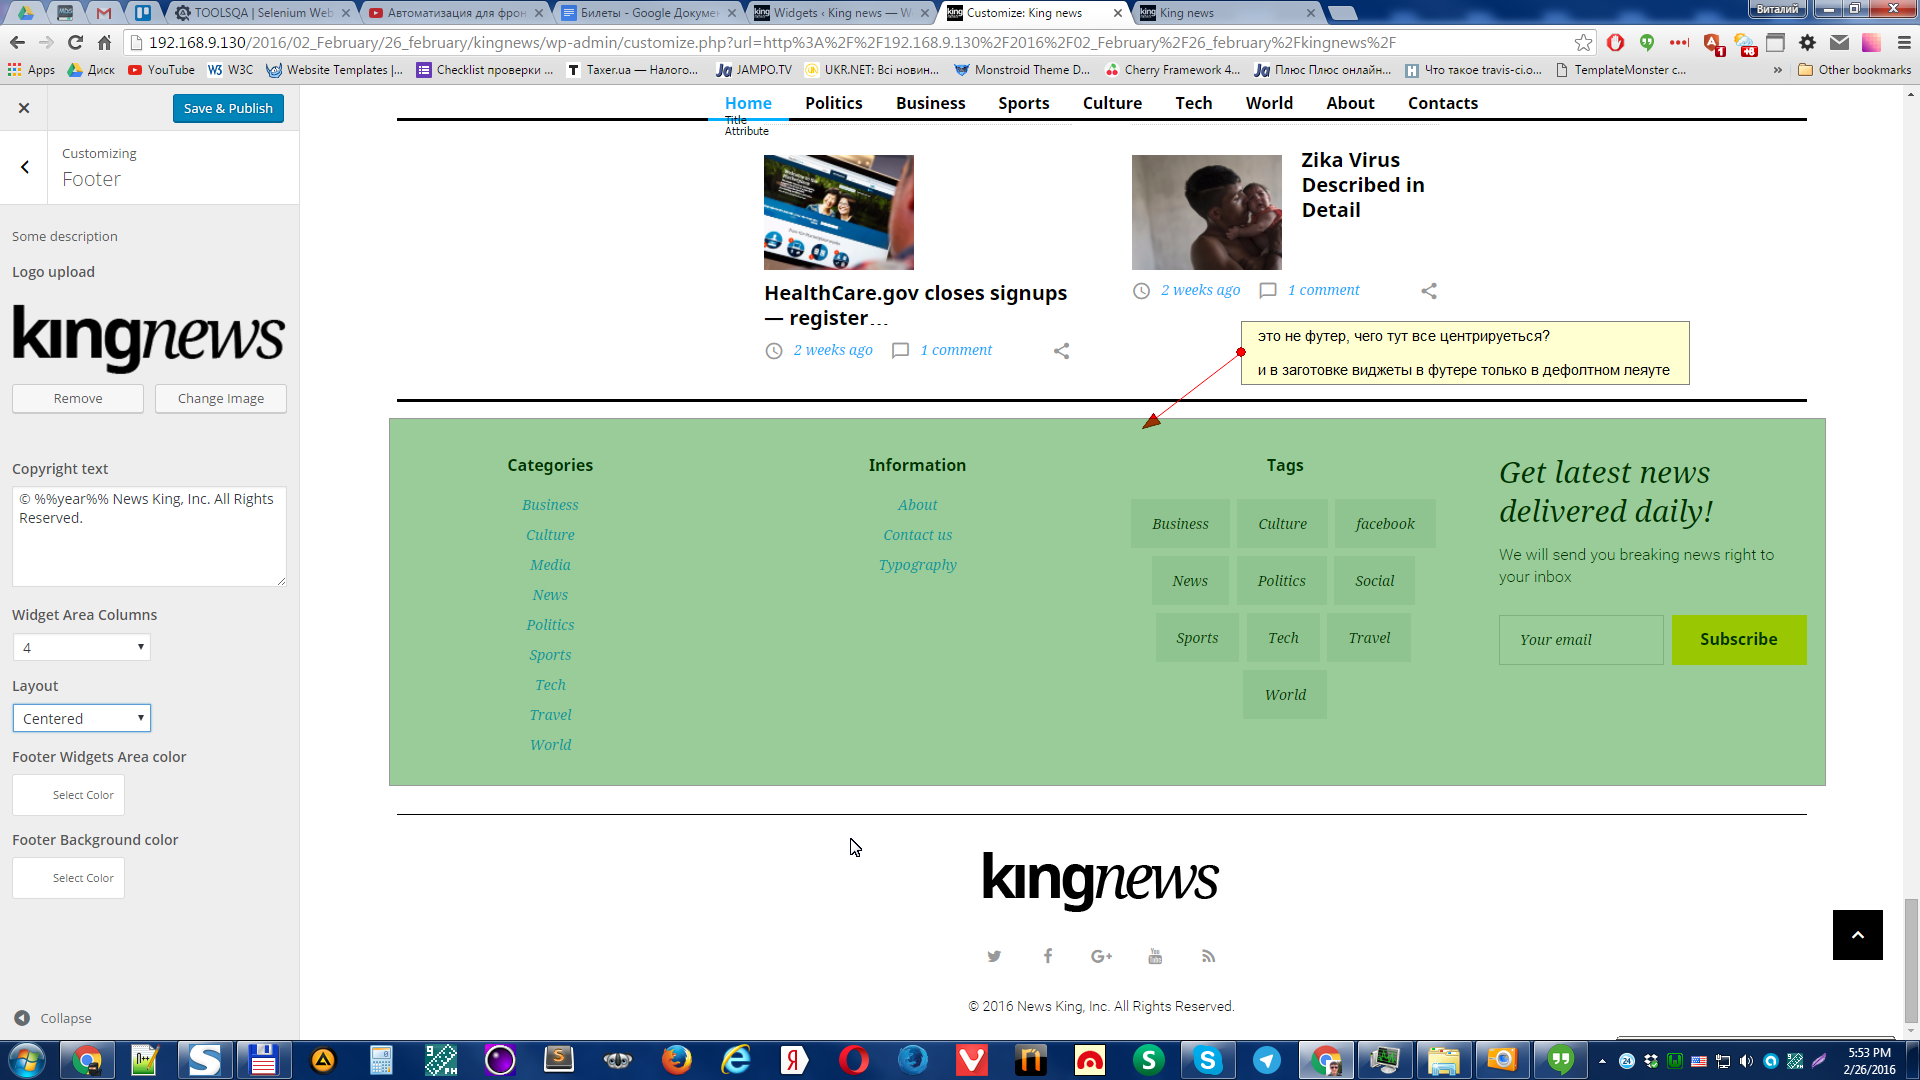 TOOLSQA | Selenium Web
Автоматизация для фрон
Билеты - Google Докумен
Widgets ‹ King news — W
Customize: King news
King news
Виталий
192.168.9.130/2016/02_February/26_february/kingnews/wp-admin/customize.php?url=http%3A%2F%2F192.168.9.130%2F2016%2F02_February%2F26_february%2Fkingnews%2F
Apps
Диск
YouTube
W3C
Website Templates |...
Checklist проверки ...
Taxer.ua — Налого...
JAMPO.TV
UKR.NET: Всі новин...
Monstroid Theme D...
Cherry Framework 4...
Плюс Плюс онлайн...
Что такое travis-ci.o...
TemplateMonster c...
» Other bookmarks
Save & Publish
Customizing
Footer
Some description
Logo upload
kingnews
Remove
Change Image
Copyright text
© %%year%% News King, Inc. All Rights
Reserved.
Widget Area Columns
4
Layout
Centered
Footer Widgets Area color
Select Color
Footer Background color
Select Color
Collapse
Home Politics Business Sports Culture Tech World About Contacts
Title
Attribute
HealthCare.gov closes signups
— register...
2 weeks ago
1 comment
Zika Virus
Described in
Detail
2 weeks ago
1 comment
это не футер, чего тут все центрируеться?
и в заготовке виджеты в футере только в дефолтном леяуте
Categories
Business
Culture
Media
News
Politics
Sports
Tech
Travel
World
Information
About
Contact us
Typography
Tags
Business Culture facebook
News Politics Social
Sports Tech Travel
World
Get latest news
delivered daily!
We will send you breaking news right to
your inbox
Your email
Subscribe
kingnews
© 2016 News King, Inc. All Rights Reserved.
5:53 PM
2/26/2016